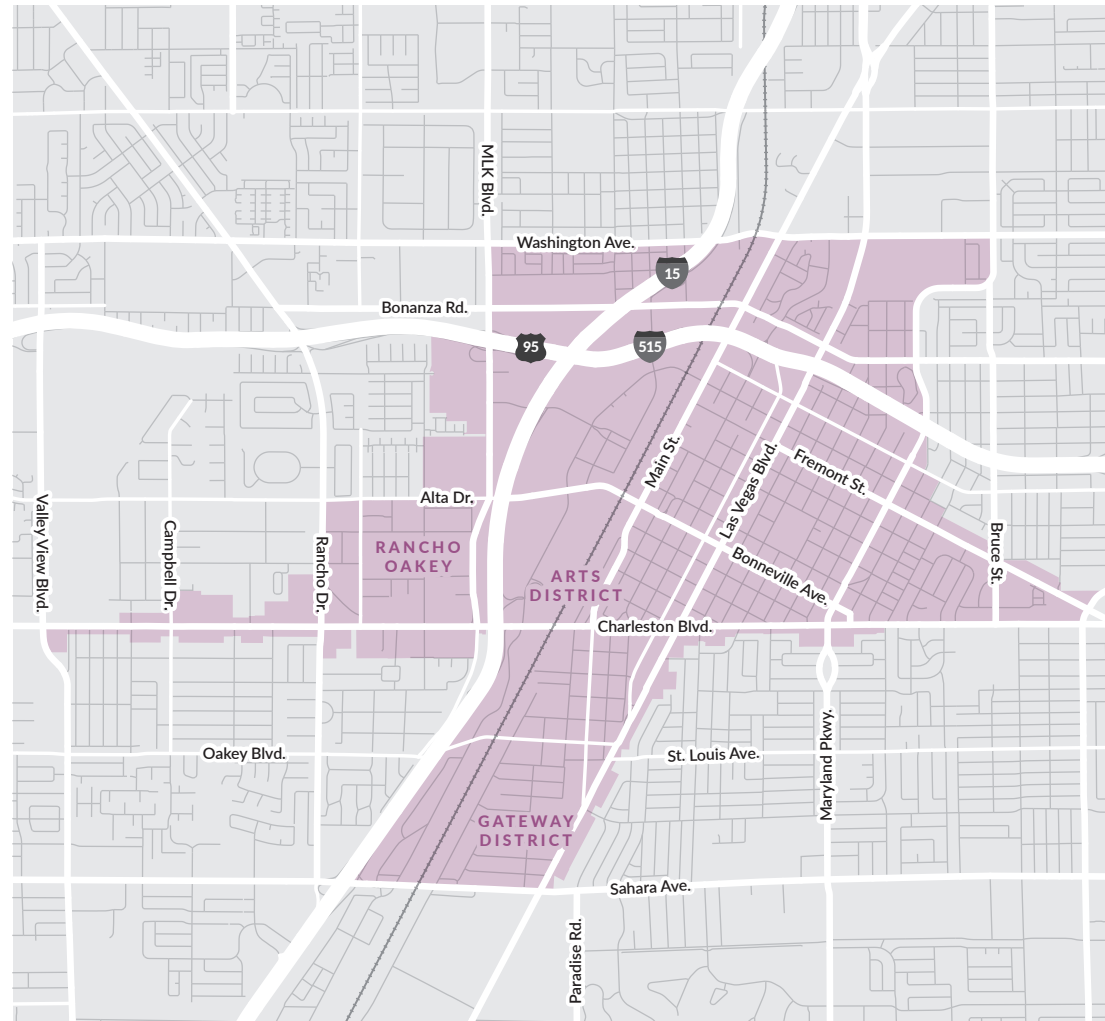 MLK Blvd.
Washington Ave.
15
Bonanza Rd.
95
515
Main St.
Las Vegas Blvd.
Fremont St.
Alta Dr.
Valley View Blvd.
Campbell Dr.
Rancho Dr.
RANCHO
OAKEY
ARTS
DISTRICT
Bonneville Ave.
Bruce St.
Charleston Blvd.
Oakey Blvd.
St. Louis Ave.
Maryland Pkwy.
GATEWAY
DISTRICT
Sahara Ave.
Paradise Rd.